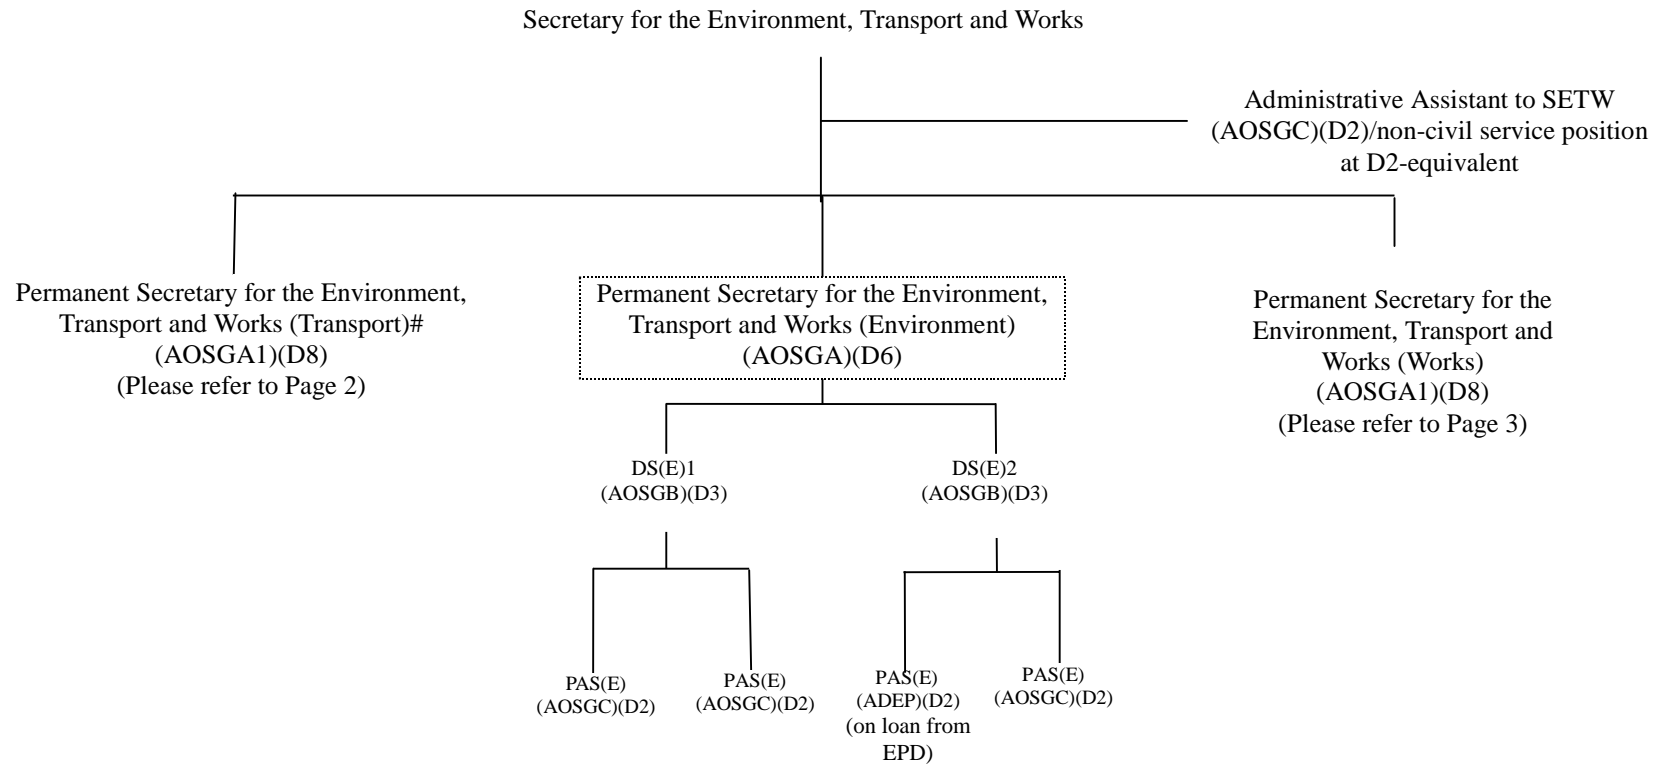 Secretary for the Environment, Transport and Works
Administrative Assistant to SETW
(AOSGC)(D2)/non-civil service position
at D2-equivalent
Permanent Secretary for the Environment,
Transport and Works (Transport)#
(AOSGA1)(D8)
(Please refer to Page 2)
Permanent Secretary for the Environment,
Transport and Works (Environment)
(AOSGA)(D6)
Permanent Secretary for the
Environment, Transport and
Works (Works)
(AOSGA1)(D8)
(Please refer to Page 3)
DS(E)1
(AOSGB)(D3)
DS(E)2
(AOSGB)(D3)
PAS(E)
(AOSGC)(D2)
PAS(E)
(AOSGC)(D2)
PAS(E)
(ADEP)(D2)
(on loan from
EPD)
PAS(E)
(AOSGC)(D2)